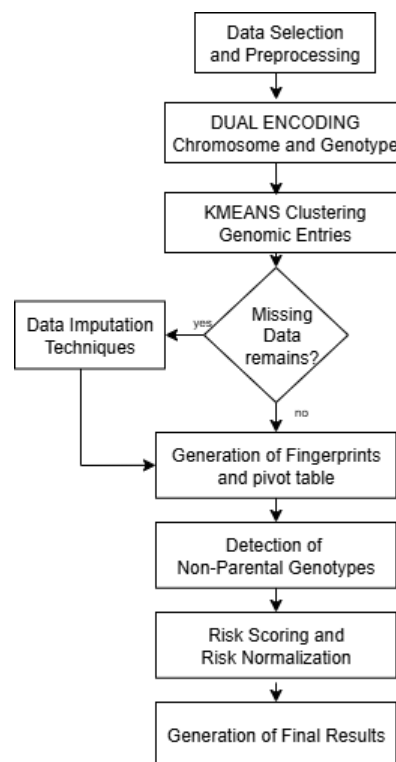 Data Selection
and Preprocessing
DUAL ENCODING
Chromosome and Genotype
KMEANS Clustering
Genomic Entries
Missing
Data
remains?
yes
Data Imputation
Techniques
no
Generation of Fingerprints
and pivot table
Detection of
Non-Parental Genotypes
Risk Scoring and
Risk Normalization
Generation of Final Results